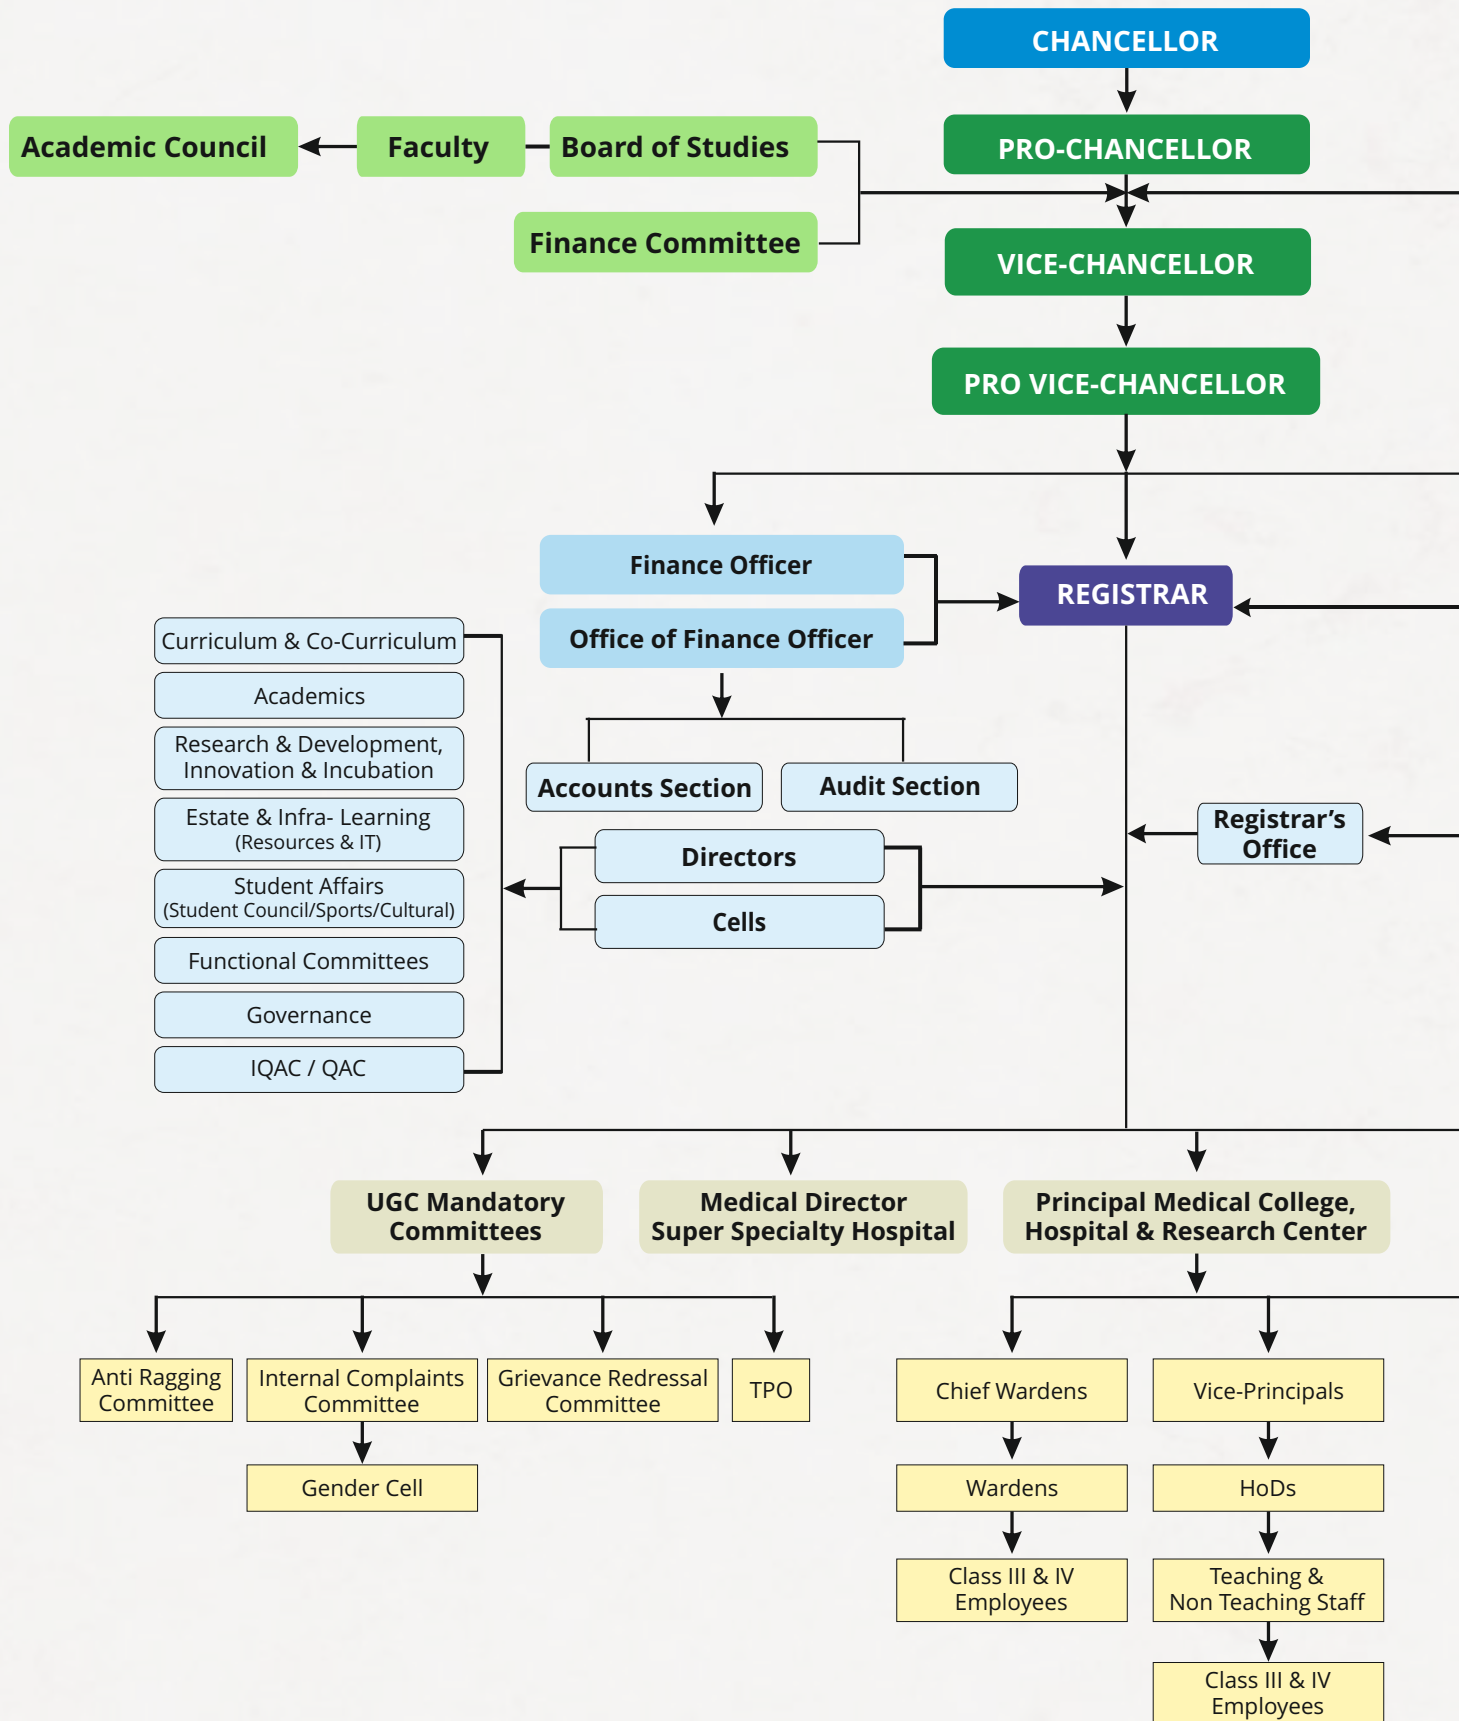 CHANCELLOR
Academic Council
Faculty
Board of Studies
PRO-CHANCELLOR
Finance Committee
VICE-CHANCELLOR
PRO VICE-CHANCELLOR
Finance Officer
REGISTRAR
Office of Finance Officer
Curriculum & Co-Curriculum
Academics
Research & Development,
Innovation & Incubation
Estate & Infra- Learning
(Resources & IT)
Student Affairs
(Student Council/Sports/Cultural)
Functional Committees
Governance
IQAC / QAC
Accounts Section
Audit Section
Directors
Cells
Registrar’s
Office
UGC Mandatory
Committees
Medical Director
Super Specialty Hospital
Principal Medical College,
Hospital & Research Center
Anti Ragging
Committee
Internal Complaints
Committee
Grievance Redressal
Committee
TPO
Gender Cell
Chief Wardens
Wardens
Class III & IV
Employees
Vice-Principals
HoDs
Teaching &
Non Teaching Staff
Class III & IV
Employees